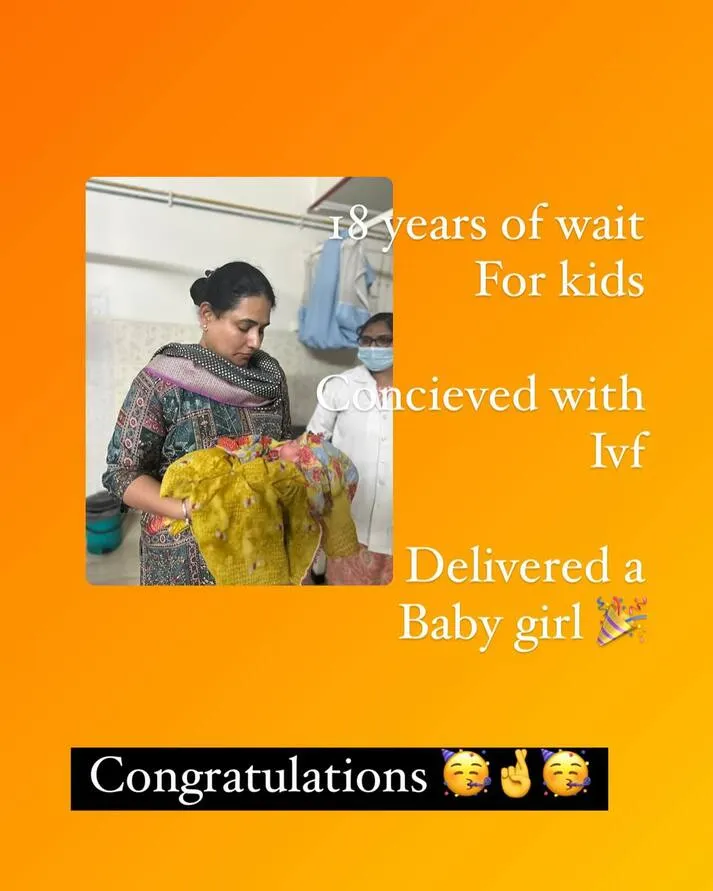 18 years of wait
For kids
Concieved with
Ivf
Delivered a
Baby girl 🎉
Congratulations 🥳🤞🥳